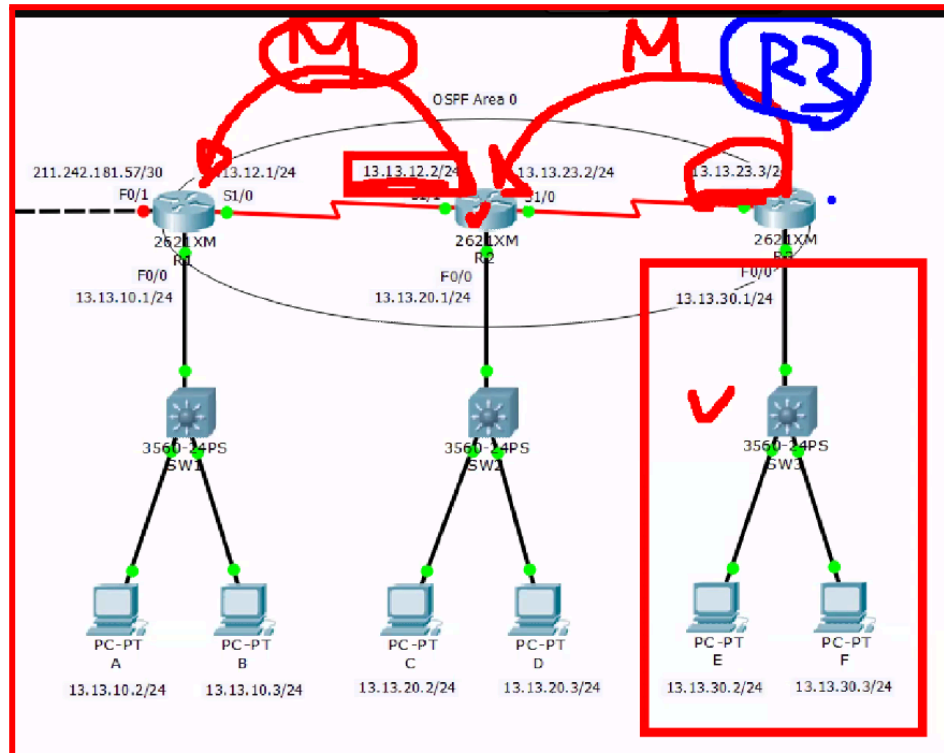 M
M
R3
OSPF Area 0
211.242.181.57/30
13.12.1/24
13.13.12.2/24
13.13.23.2/24
13.13.23.3/2
F0/1
S1/0
S1/0
2621XM
R1
2621XM
R2
2621XM
F0/0
13.13.10.1/24
F0/0
13.13.20.1/24
F0/0
13.13.30.1/24
3560-24PS
SW1
3560-24PS
SW2
3560-24PS
SW3
PC-PT
A
PC-PT
B
PC-PT
C
PC-PT
D
PC-PT
E
PC-PT
F
13.13.10.2/24
13.13.10.3/24
13.13.20.2/24
13.13.20.3/24
13.13.30.2/24
13.13.30.3/24